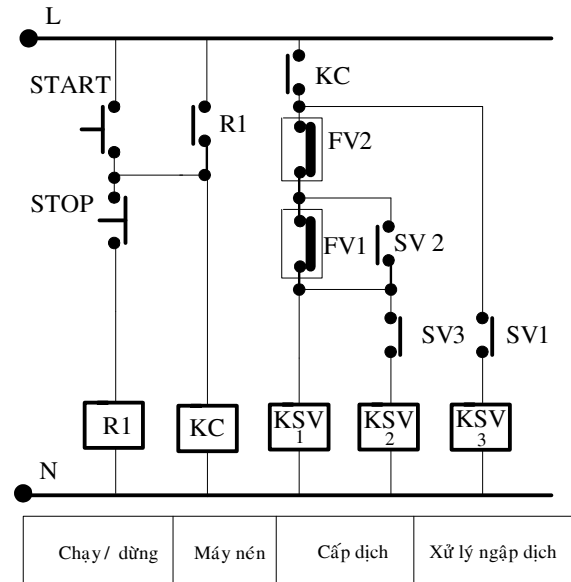 L
START
KC
R1
FV2
STOP
FV1
SV 2
SV3
SV1
R1
KC
KSV
1
KSV
2
KSV
3
N
Chạy / dừng
Máy nén
Cấp dịch
Xử lý ngập dịch